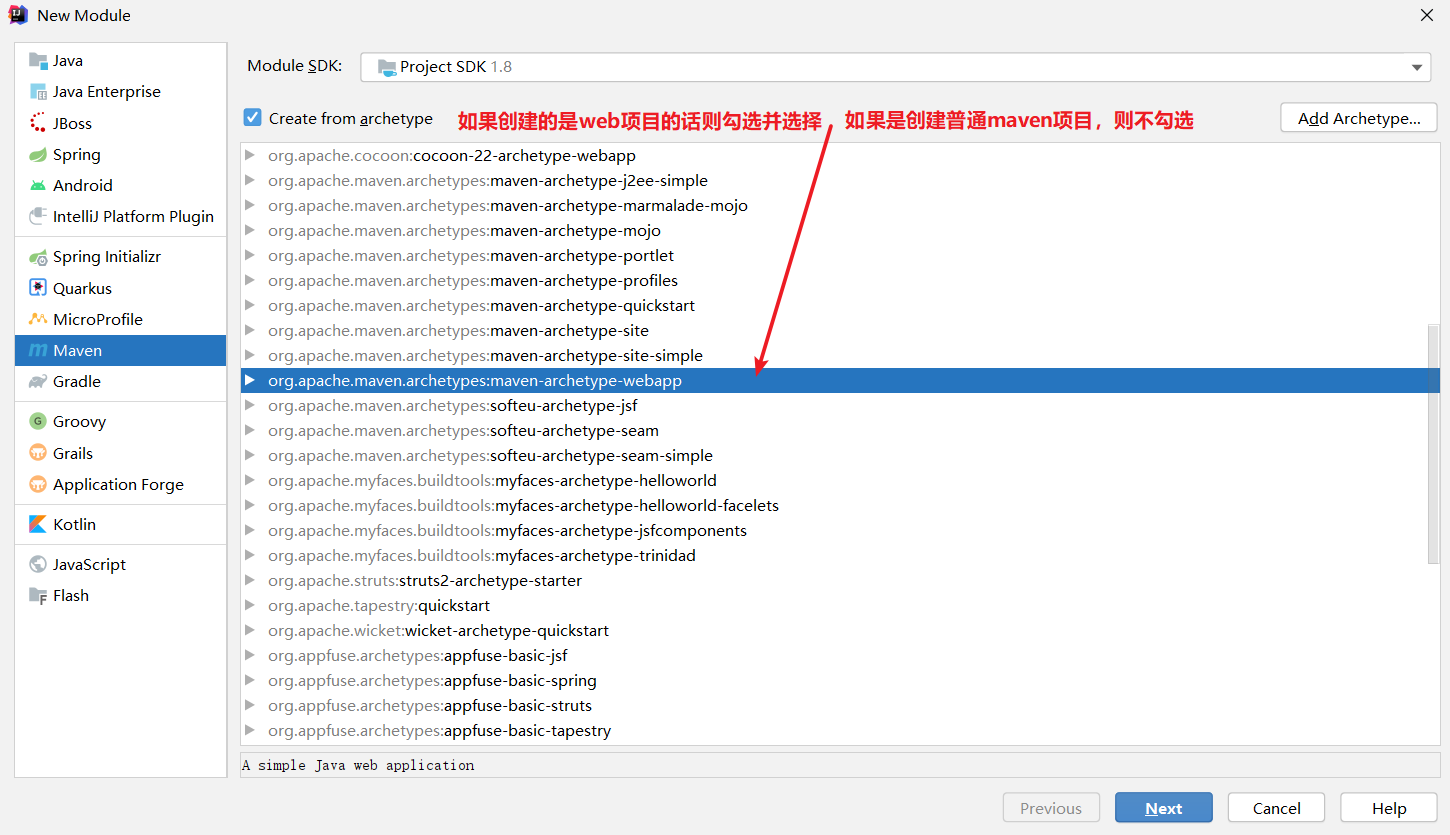 New Module
Java
Java Enterprise
JBoss
Spring
Android
IntelliJ Platform Plugin
Spring Initializr
Quarkus
MicroProfile
Maven
Gradle
Groovy
Grails
Application Forge
Kotlin
JavaScript
Flash
Module SDK: Project SDK 1.8
Create from archetype 如果创建的是web项目的话则勾选并选择，如果是创建普通maven项目，则不勾选 Add Archetype...
org.apache.cocoon:cocoon-22-archetype-webapp
org.apache.maven.archetypes:maven-archetype-j2ee-simple
org.apache.maven.archetypes:maven-archetype-marmalade-mojo
org.apache.maven.archetypes:maven-archetype-mojo
org.apache.maven.archetypes:maven-archetype-portlet
org.apache.maven.archetypes:maven-archetype-profiles
org.apache.maven.archetypes:maven-archetype-quickstart
org.apache.maven.archetypes:maven-archetype-site
org.apache.maven.archetypes:maven-archetype-site-simple
org.apache.maven.archetypes:maven-archetype-webapp
org.apache.maven.archetypes:softeu-archetype-jsf
org.apache.maven.archetypes:softeu-archetype-seam
org.apache.maven.archetypes:softeu-archetype-seam-simple
org.apache.myfaces.buildtools:myfaces-archetype-helloworld
org.apache.myfaces.buildtools:myfaces-archetype-helloworld-facelets
org.apache.myfaces.buildtools:myfaces-archetype-jsfcomponents
org.apache.myfaces.buildtools:myfaces-archetype-trinidad
org.apache.struts:struts2-archetype-starter
org.apache.tapestry:quickstart
org.apache.wicket:wicket-archetype-quickstart
org.appfuse.archetypes:appfuse-basic-jsf
org.appfuse.archetypes:appfuse-basic-spring
org.appfuse.archetypes:appfuse-basic-struts
org.appfuse.archetypes:appfuse-basic-tapestry
A simple Java web application
Previous Next Cancel Help